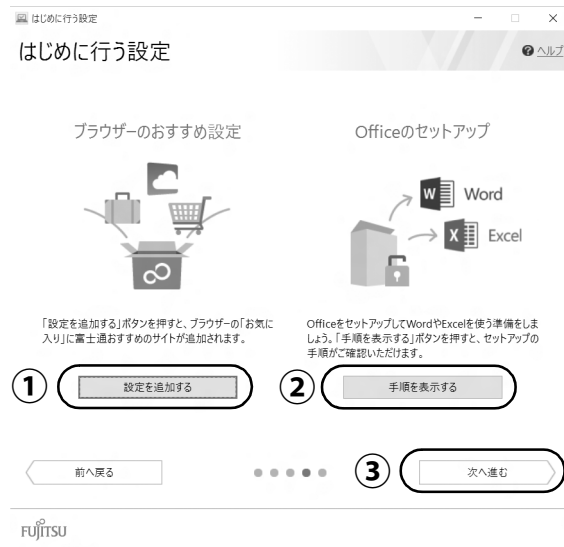 はじめに行う設定
はじめに行う設定
ヘルプ
ブラウザーのおすすめ設定
Officeのセットアップ
W Word
X Excel
「設定を追加する」ボタンを押すと、ブラウザーの「お気に
入り」に富士通おすすめのサイトが追加されます。
OfficeをセットアップしてWordやExcelを使う準備をしま
しょう。「手順を表示する」ボタンを押すと、セットアップの
手順がご確認いただけます。
① 設定を追加する
② 手順を表示する
前へ戻る
③ 次へ進む
FUJITSU